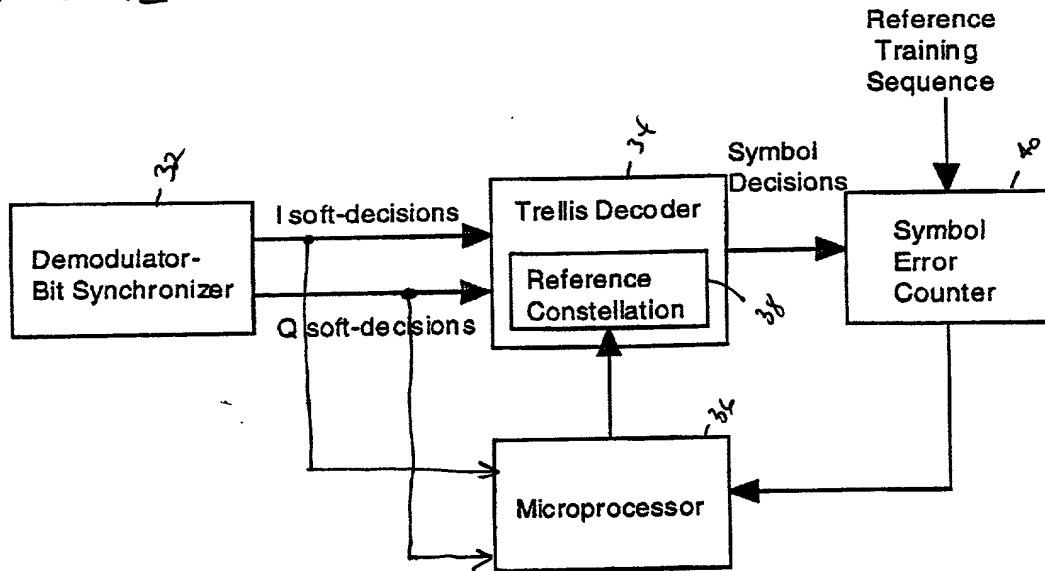 Reference
Training
Sequence
32
34
Symbol
Decisions
40
I soft-decisions
Trellis Decoder
Demodulator-
Bit Synchronizer
Symbol
Error
Counter
Reference
Constellation
38
Q soft-decisions
36
Microprocessor